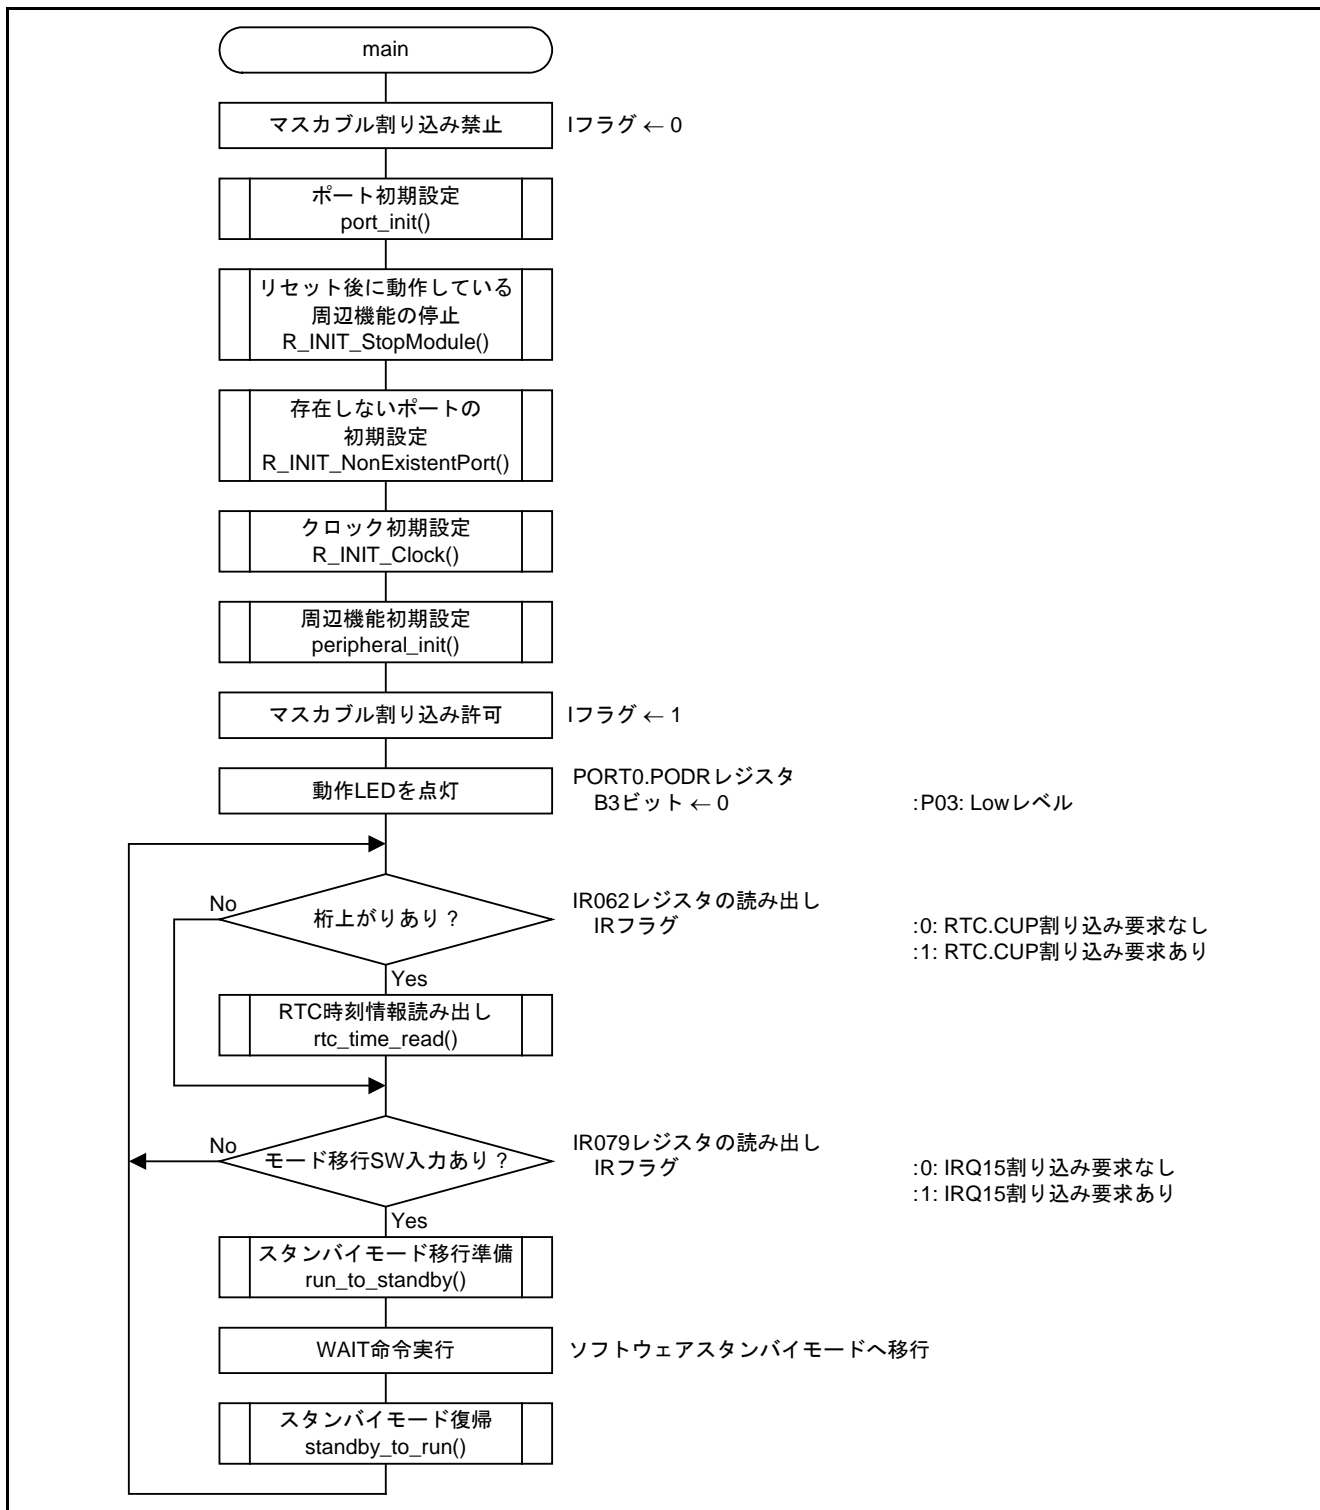 main
マスカブル割り込み禁止
Iフラグ ← 0
ポート初期設定
port_init()
リセット後に動作している
周辺機能の停止
R_INIT_StopModule()
存在しないポートの
初期設定
R_INIT_NonExistentPort()
クロック初期設定
R_INIT_Clock()
周辺機能初期設定
peripheral_init()
マスカブル割り込み許可
Iフラグ ← 1
動作LEDを点灯
PORT0.PODRレジスタ
B3ビット ← 0 :P03: Lowレベル
No
桁上がりあり？
IR062レジスタの読み出し
IRフラグ :0: RTC.CUP割り込み要求なし
:1: RTC.CUP割り込み要求あり
Yes
RTC時刻情報読み出し
rtc_time_read()
No
モード移行SW入力あり？
IR079レジスタの読み出し
IRフラグ :0: IRQ15割り込み要求なし
:1: IRQ15割り込み要求あり
Yes
スタンバイモード移行準備
run_to_standby()
WAIT命令実行
ソフトウェアスタンバイモードへ移行
スタンバイモード復帰
standby_to_run()